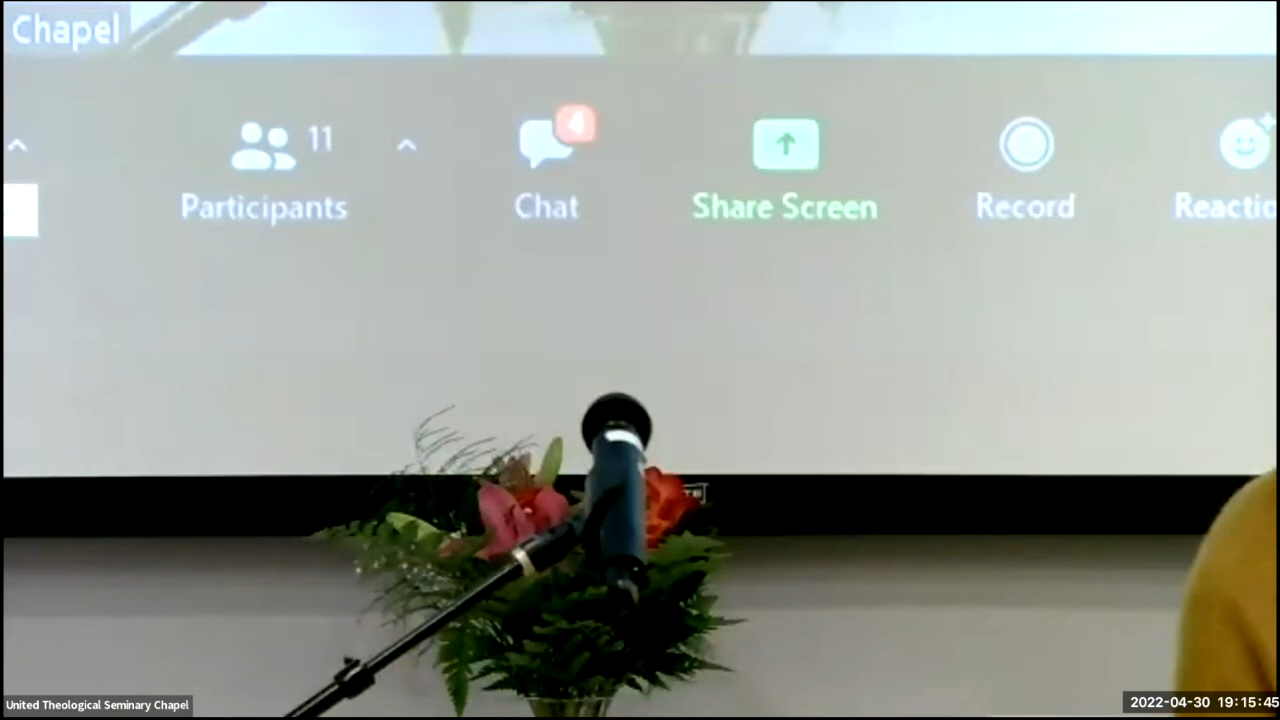 Chapel
11
4
Participants
Chat
Share Screen
Record
Reactio
United Theological Seminary Chapel
2022-04-30 19:15:45